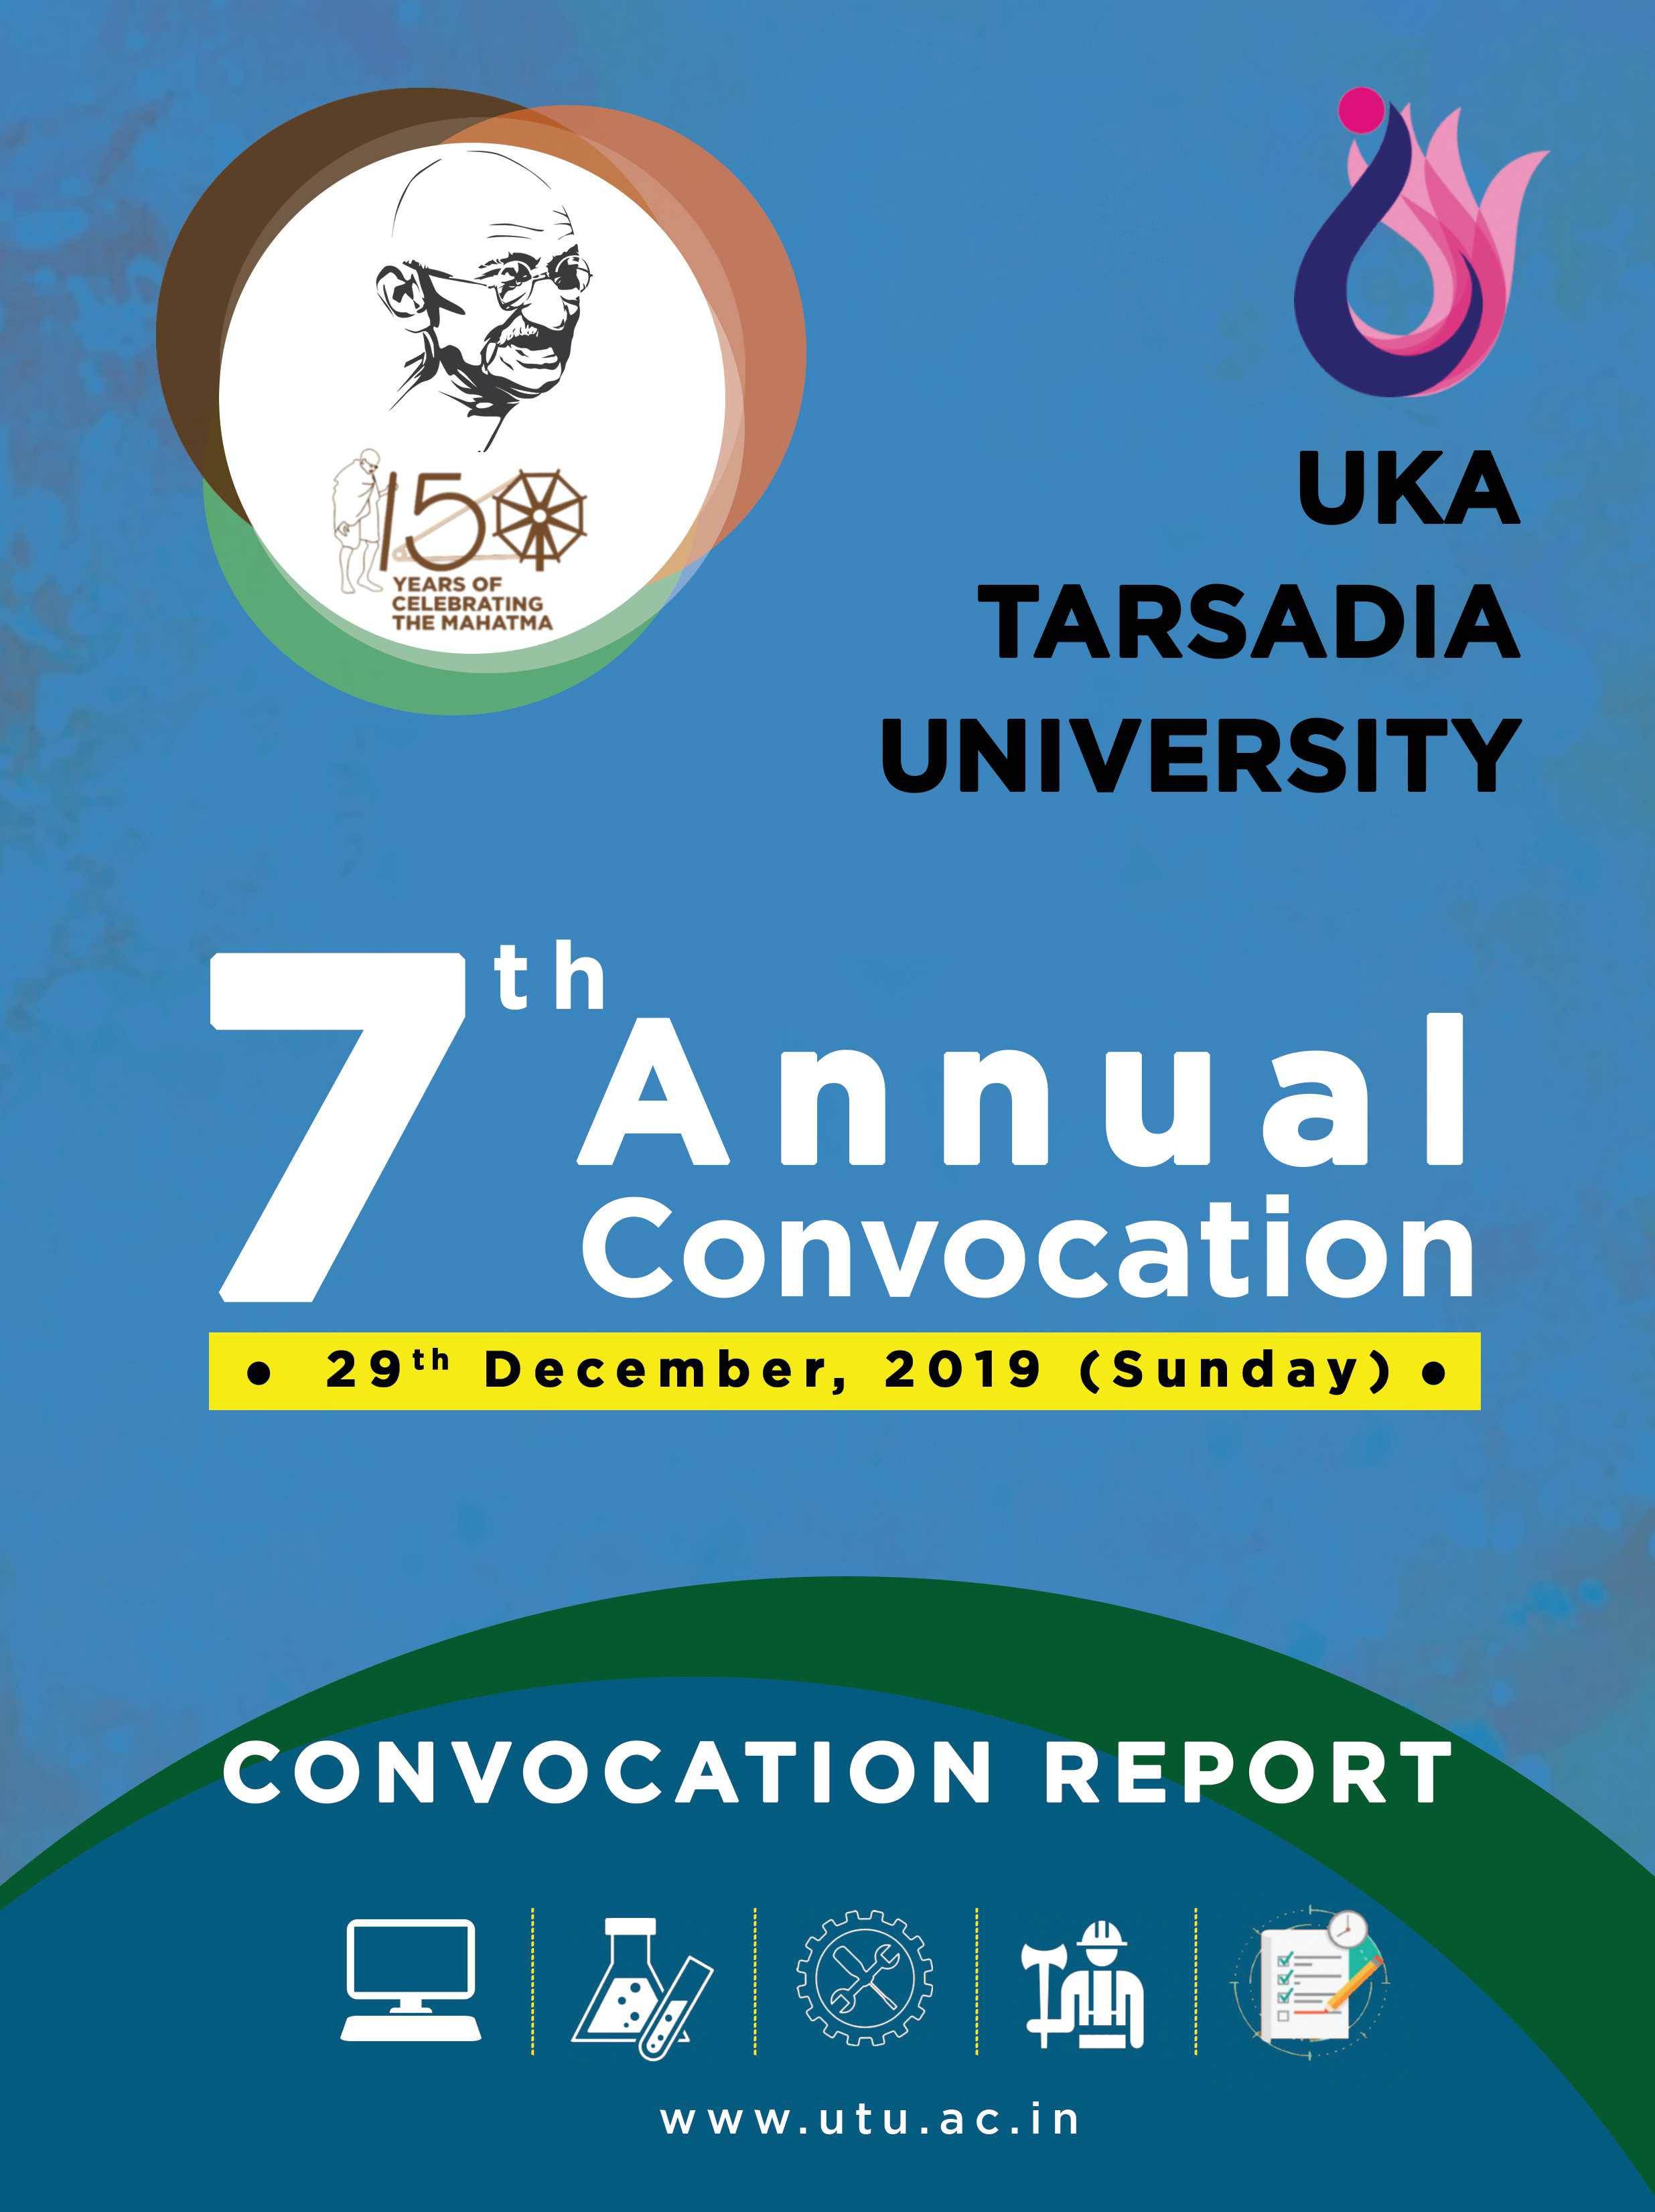 150
YEARS OF
CELEBRATING
THE MAHATMA
UKA
TARSADIA
UNIVERSITY
7th
Annual
Convocation
• 29th December, 2019 (Sunday) •
CONVOCATION REPORT
www.utu.ac.in